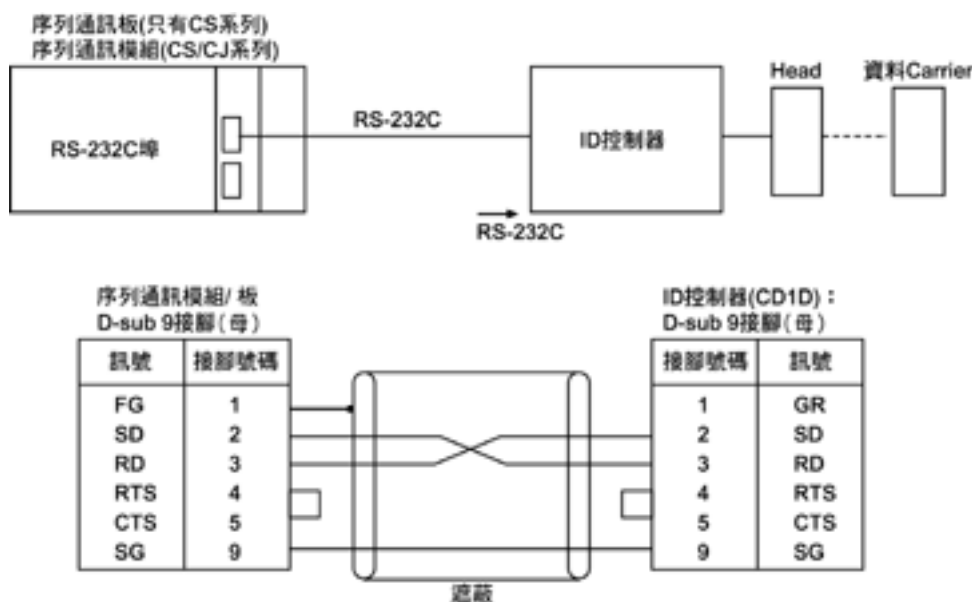 序列通訊板(只有CS系列)
序列通訊模組(CS/CJ系列)
RS-232C埠
RS-232C
ID控制器
Head
資料Carrier
RS-232C
序列通訊模組/ 板
D-sub 9接腳(母)
訊號 接腳號碼
FG 1
SD 2
RD 3
RTS 4
CTS 5
SG 9
遮蔽
ID控制器(CD1D)：
D-sub 9接腳(母)
接腳號碼 訊號
1 GR
2 SD
3 RD
4 RTS
5 CTS
9 SG